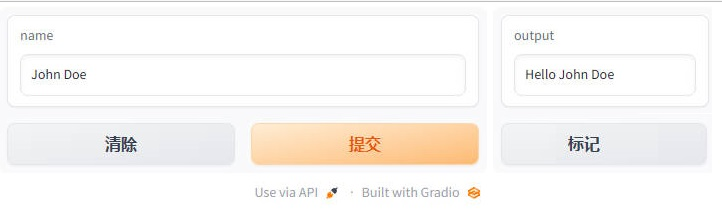 name
John Doe
output
Hello John Doe
清除
提交
标记
Use via API · Built with Gradio